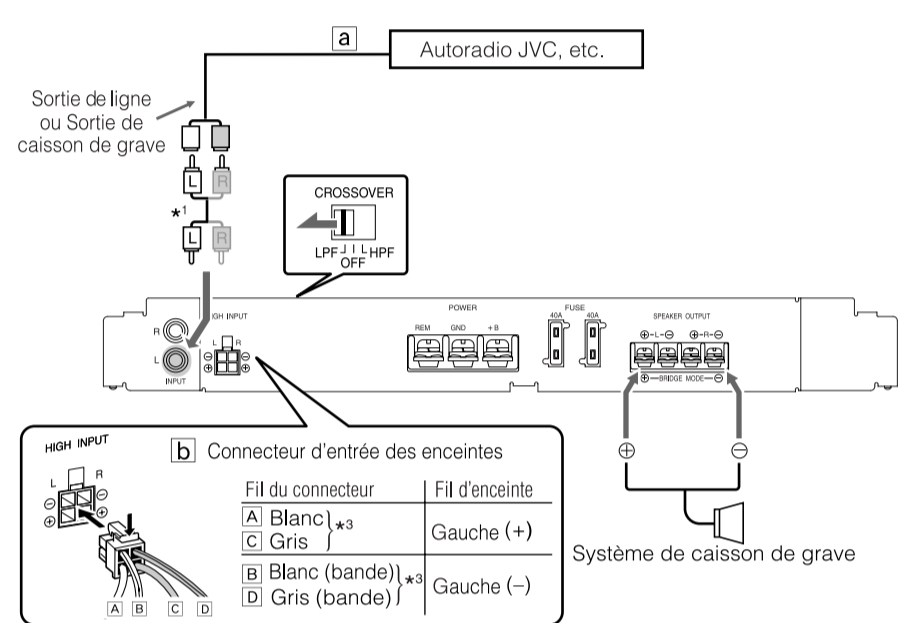 a
Autoradio JVC, etc.
Sortie de ligne
ou Sortie de
caisson de grave
L R
*1
L R
CROSSOVER
LPF HPF
OFF
R
L
INPUT
HIGH INPUT
L R
⊖ ⊖
⊕ ⊕
POWER
REM GND +B
FUSE
40A 40A
SPEAKER OUTPUT
⊕-L-⊖ ⊕-R-⊖
⊕—BRIDGE MODE—⊖
⊕ ⊖
Système de caisson de grave
HIGH INPUT
L R
⊖ ⊖
⊕ ⊕
A B C D
b Connecteur d'entrée des enceintes
Fil du connecteur Fil d'enceinte
A Blanc
C Gris
*3
Gauche (+)
B Blanc (bande)
D Gris (bande)
*3
Gauche (–)